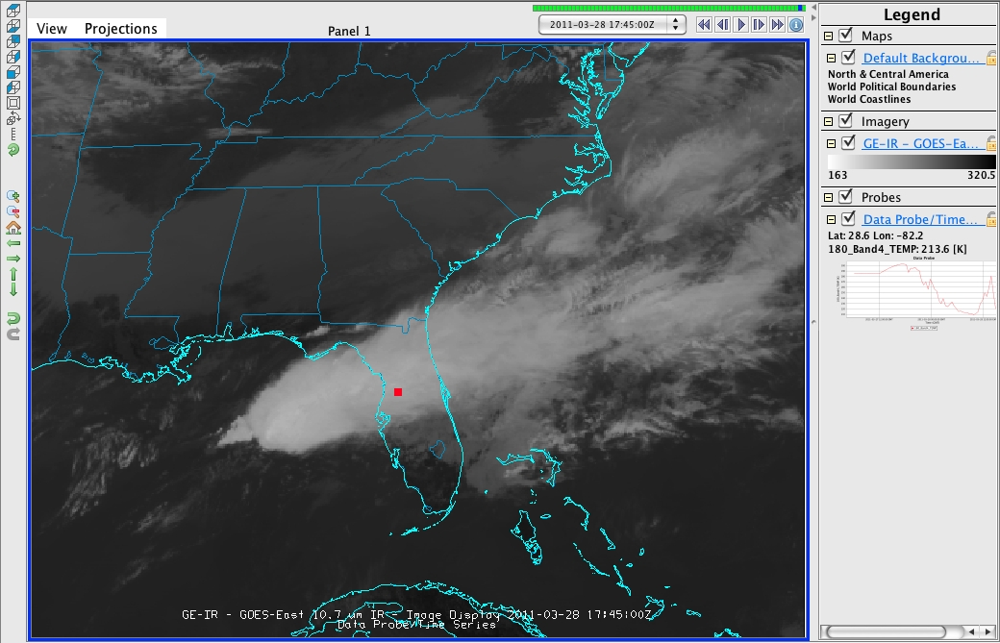 View Projections
Panel 1
2011-03-28 17:45:00Z
Legend
Maps
Default Backgrou...
North & Central America
World Political Boundaries
World Coastlines
Imagery
GE-IR - GOES-Ea...
163 320.5
Probes
Data Probe/Time...
Lat: 28.6 Lon: -82.2
180_Band4_TEMP: 213.6 [K]
Data Probe
GE-IR - GOES-East 10.7 um IR - Image Display 2011-03-28 17:45:00Z
Data Probe/Time Series